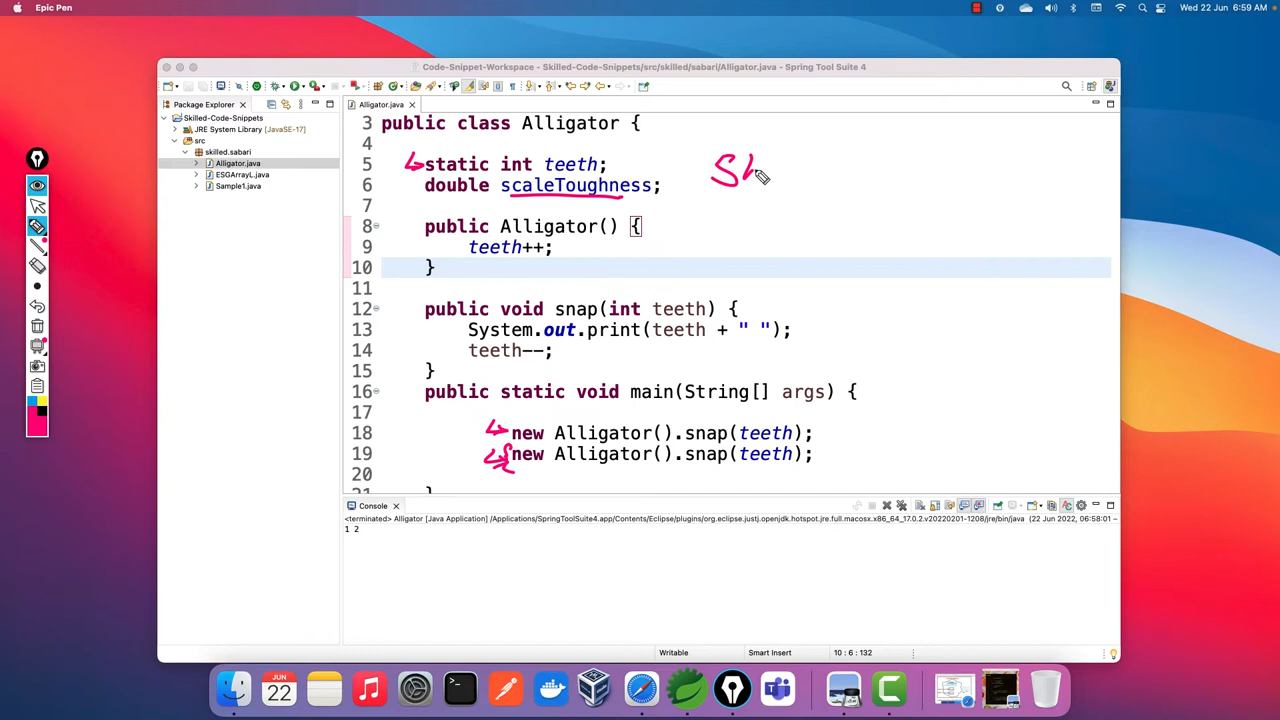 Epic Pen
Wed 22 Jun 6:59 AM
Code-Snippet-Workspace - Skilled-Code-Snippets/src/skilled/sabari/Alligator.java - Spring Tool Suite 4
Package Explorer
Alligator.java
Skilled-Code-Snippets
JRE System Library [JavaSE-17]
src
skilled.sabari
Alligator.java
ESGArrayL.java
Sample1.java
3 public class Alligator {
4
5 static int teeth;
6 double scaleToughness;
7
8 public Alligator() {
9 teeth++;
10 }
11
12 public void snap(int teeth) {
13 System.out.print(teeth + " ");
14 teeth--;
15 }
16 public static void main(String[] args) {
17
18 new Alligator().snap(teeth);
19 new Alligator().snap(teeth);
20
21 }
Console
<terminated> Alligator [Java Application] /Applications/SpringToolSuite4.app/Contents/Eclipse/plugins/org.eclipse.justj.openjdk.hotspot.jre.full.macosx.x86_64_17.0.2.v20220201-1208/jre/bin/java (22 Jun 2022, 06:58:01
1 2
Writable
Smart Insert
10 : 6 : 132
JUN
22